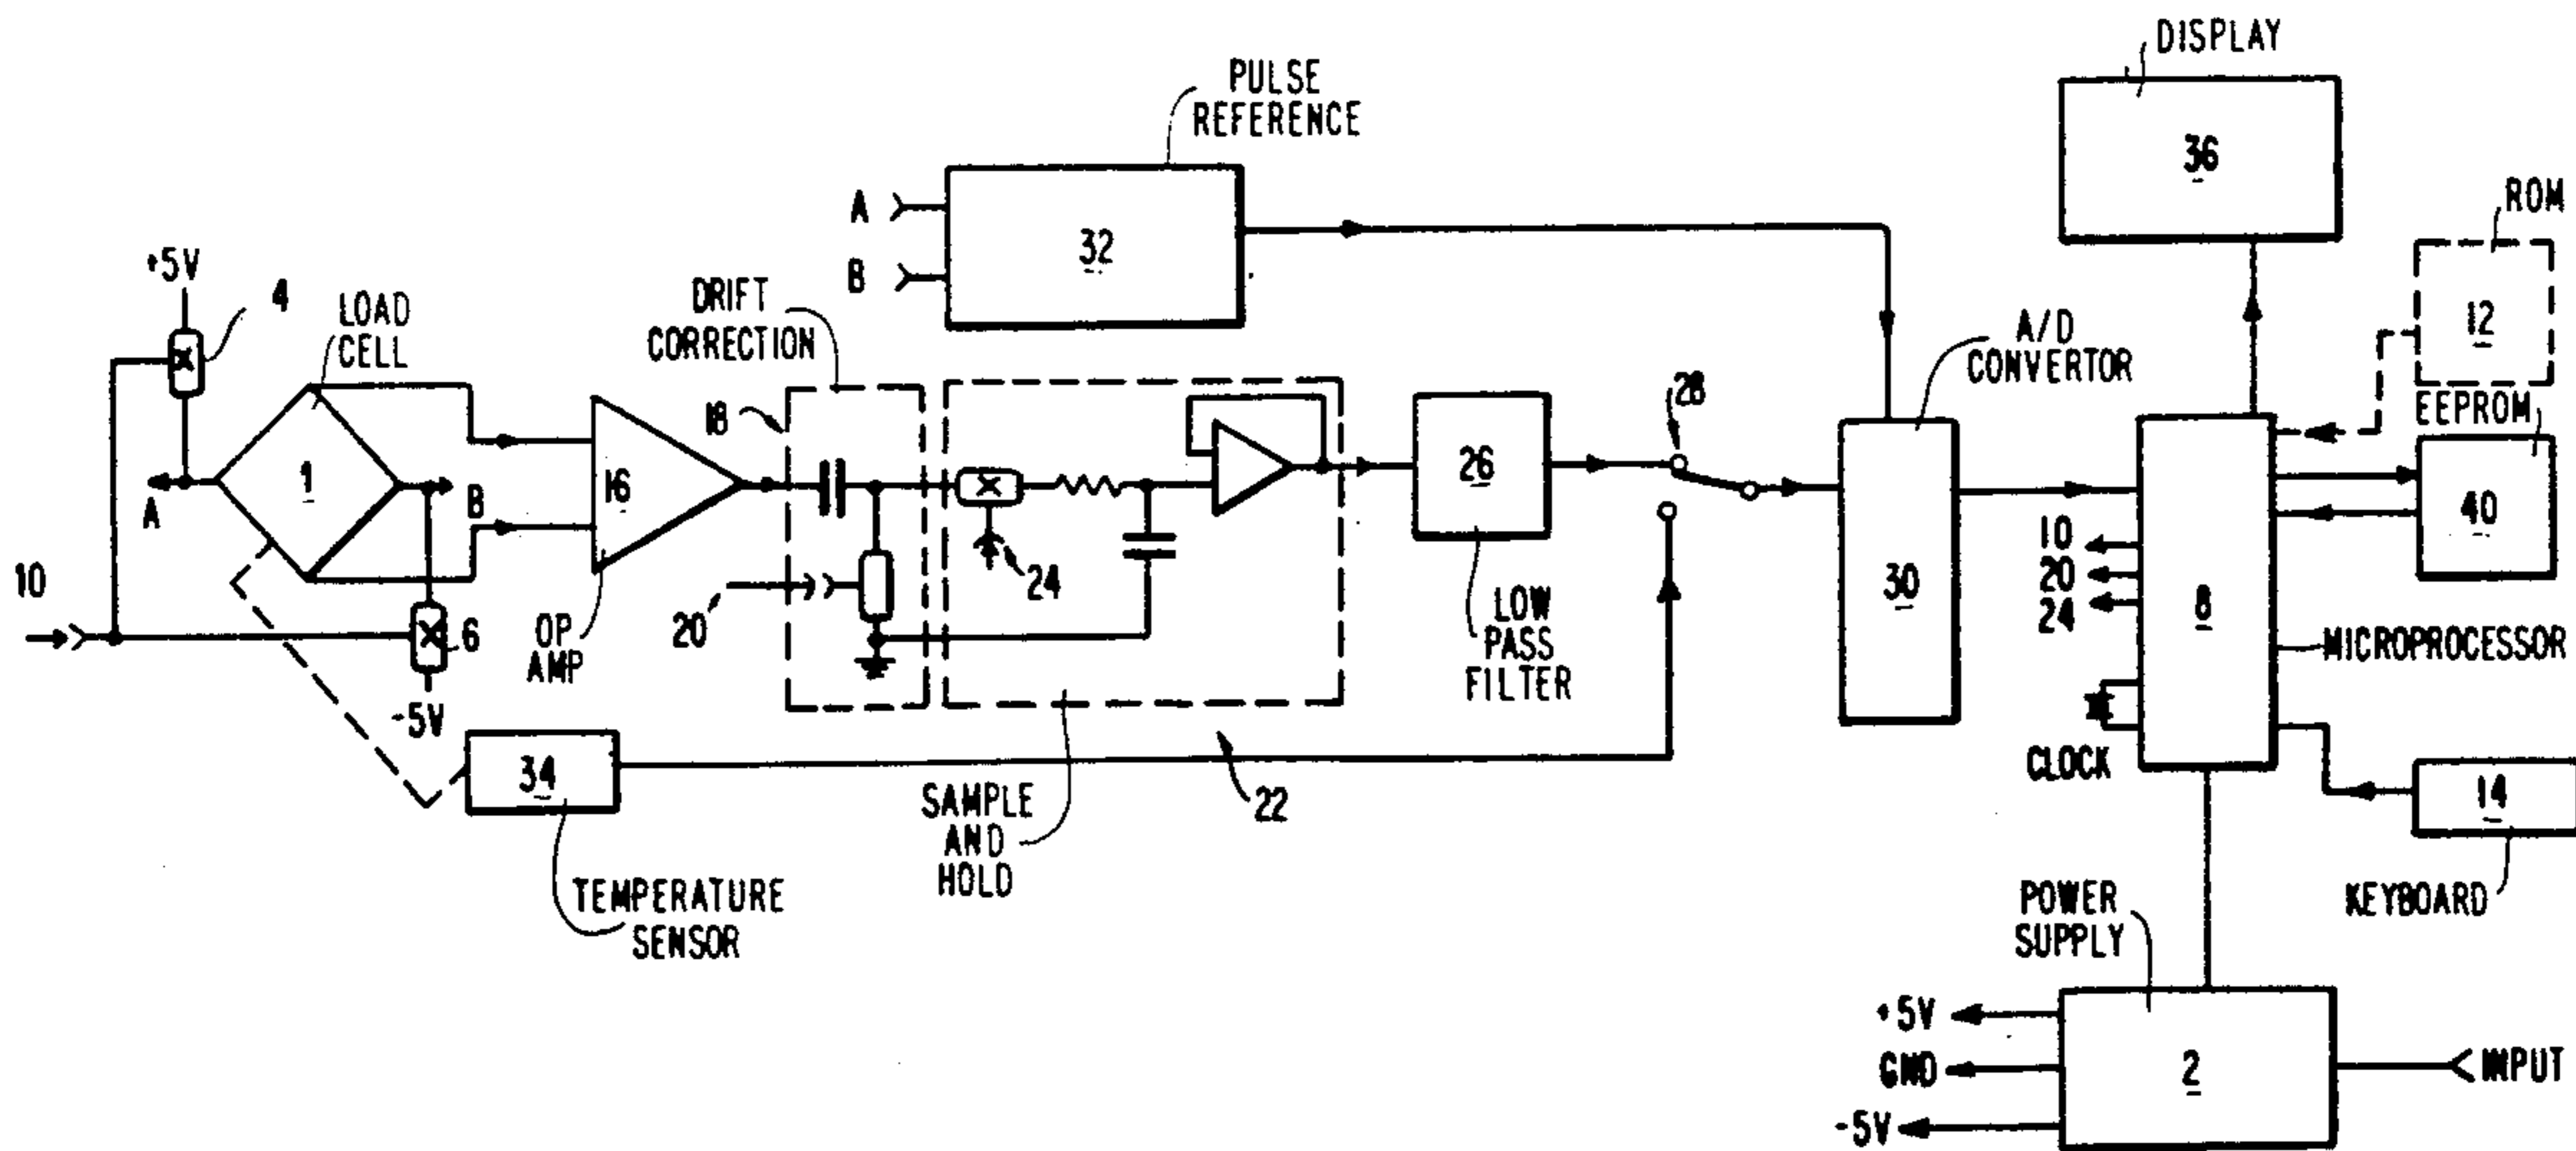 DISPLAY
36
PULSE
REFERENCE
A
B
32
ROM
12
+5V
4
LOAD
CELL
DRIFT
CORRECTION
18
A/D
CONVERTOR
28
EEPROM
40
1
A
B
16
OP
AMP
10
6
-5V
20'
24
26
LOW
PASS
FILTER
30
10
20
24
8
MICROPROCESSOR
CLOCK
34
TEMPERATURE
SENSOR
SAMPLE
AND
HOLD
22
14
KEYBOARD
POWER
SUPPLY
+5V
GND
-5V
2
INPUT